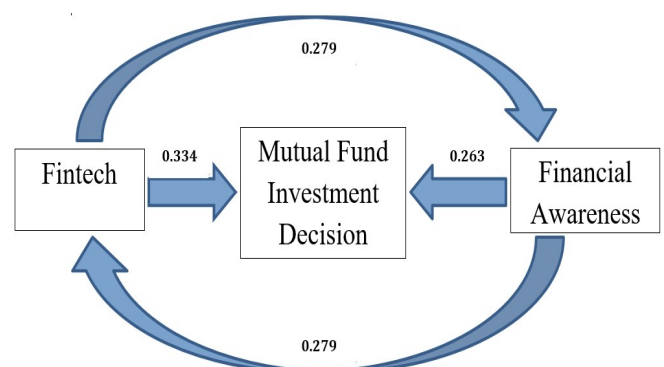 0.279
Fintech
0.334
Mutual Fund
Investment
Decision
0.263
Financial
Awareness
0.279